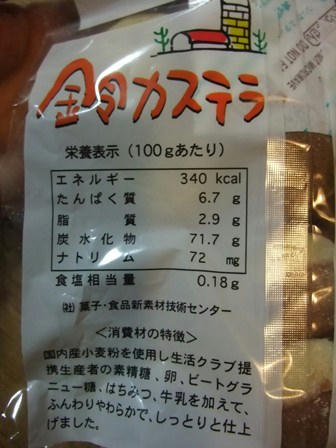 金令カステラ
栄養表示(100gあたり)
エネルギー 340 kcal
たんぱく質 6.7 g
脂質 2.9 g
炭水化物 71.7 g
ナトリーム 72 mg
食塩相当量 0.18g
(社) 菓子・食品新素材技術センター
<消費材の特徴>
国内産小麦粉を使用し生活クラブ提
携生産者の素精糖、卵、ビートグラ
ニュー糖、はちみつ、牛乳を加えて、
ふんわりやわらかで、しっとりと仕上
げました。